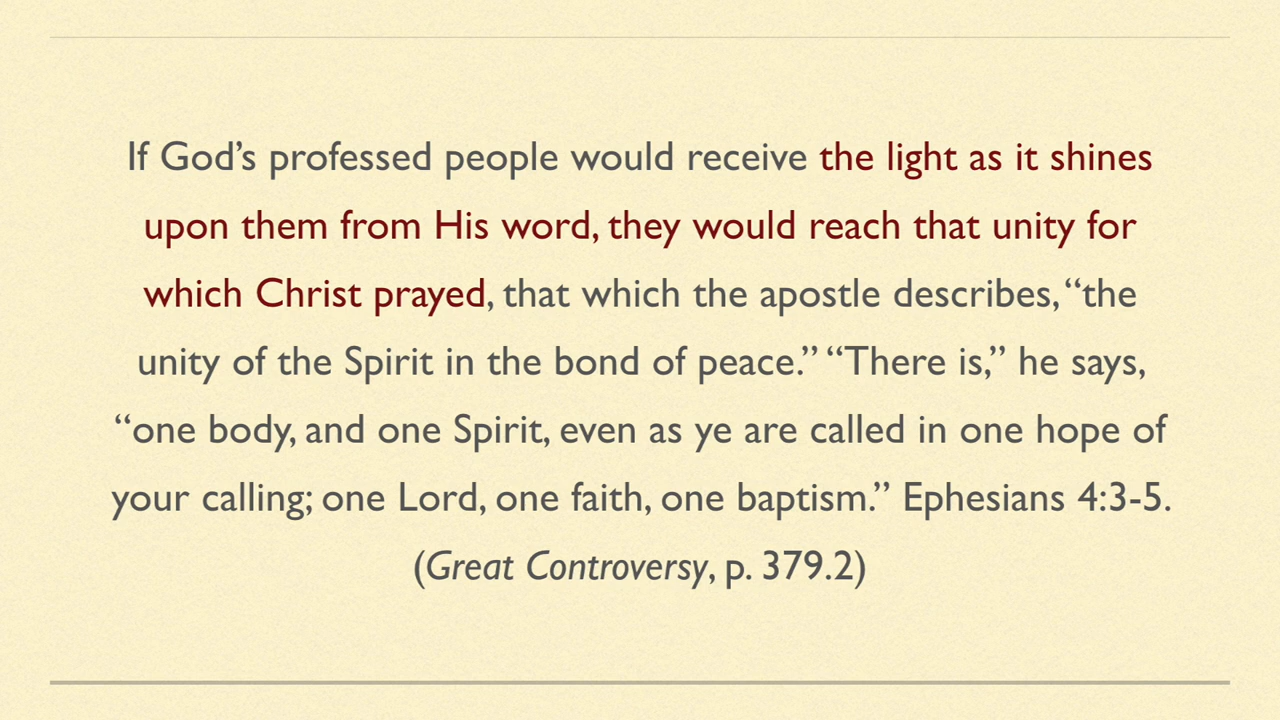 If God’s professed people would receive the light as it shines
upon them from His word, they would reach that unity for
which Christ prayed, that which the apostle describes, “the
unity of the Spirit in the bond of peace.” “There is,” he says,
“one body, and one Spirit, even as ye are called in one hope of
your calling; one Lord, one faith, one baptism.” Ephesians 4:3-5.
(Great Controversy, p. 379.2)